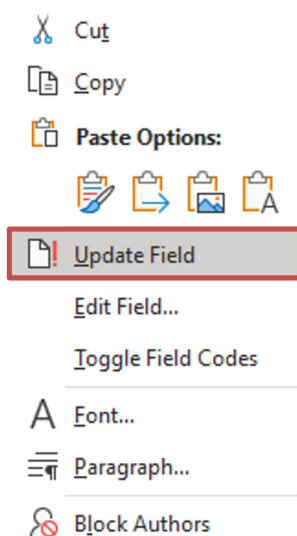 Cut
Copy
Paste Options:
Update Field
Edit Field...
Toggle Field Codes
Font...
Paragraph...
Block Authors